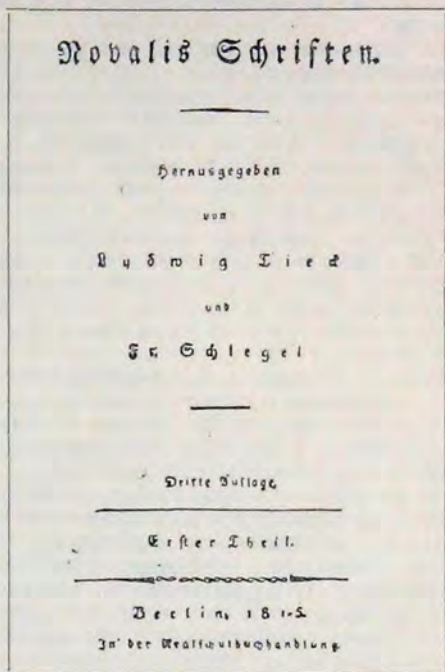 Novalis Schriften.
Herausgegeben
von
Ludwig Tieck
und
Fr. Schlegel
Dritte Auflage.
Erster Theil.
Berlin, 1815.
In der Realschulbuchhandlung.